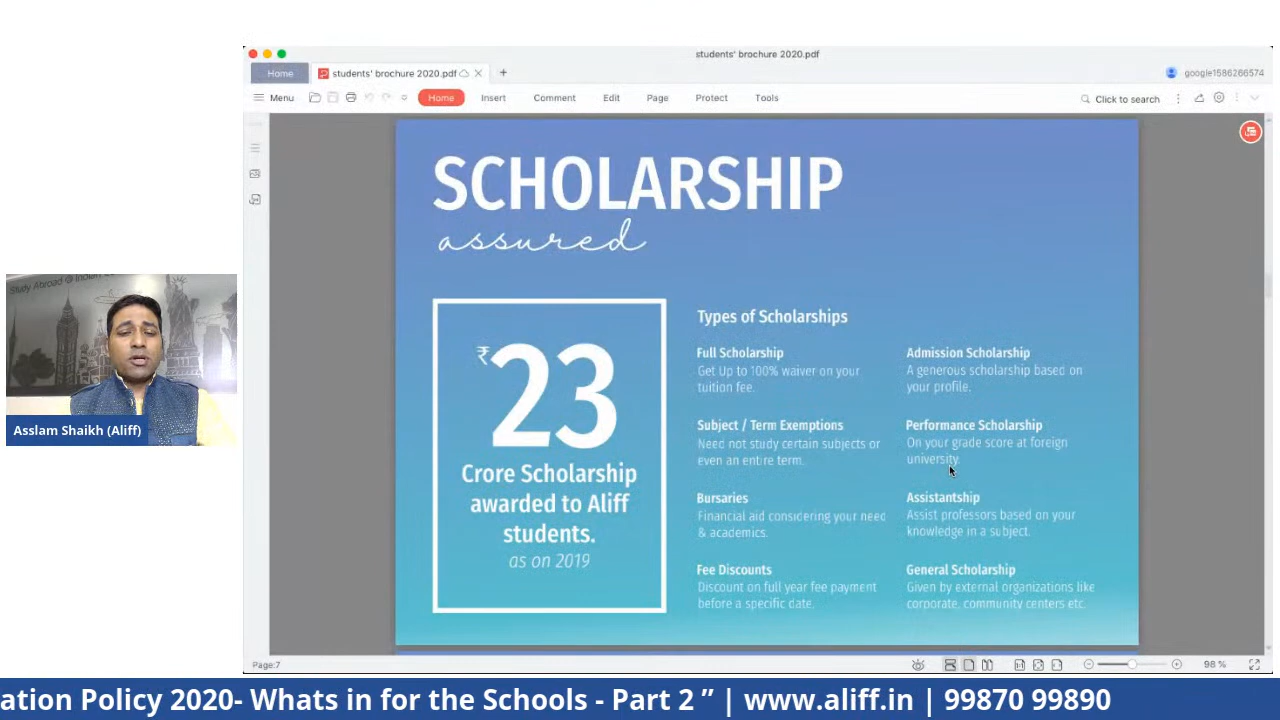 students' brochure 2020.pdf
Home
students' brochure 2020.pdf
google1586266574
Menu
Home
Insert
Comment
Edit
Page
Protect
Tools
Click to search
SCHOLARSHIP
assured
₹23
Crore Scholarship
awarded to Aliff
students.
as on 2019
Types of Scholarships
Full Scholarship
Get Up to 100% waiver on your
tuition fee.
Subject / Term Exemptions
Need not study certain subjects or
even an entire term.
Bursaries
Financial aid considering your need
& academics.
Fee Discounts
Discount on full year fee payment
before a specific date.
Admission Scholarship
A generous scholarship based on
your profile.
Performance Scholarship
On your grade score at foreign
university.
Assistantship
Assist professors based on your
knowledge in a subject.
General Scholarship
Given by external organizations like
corporate, community centers etc.
Study Abroad @ Indian
Asslam Shaikh (Aliff)
Page:7
98 %
ation Policy 2020- Whats in for the Schools - Part 2 ” | www.aliff.in | 99870 99890